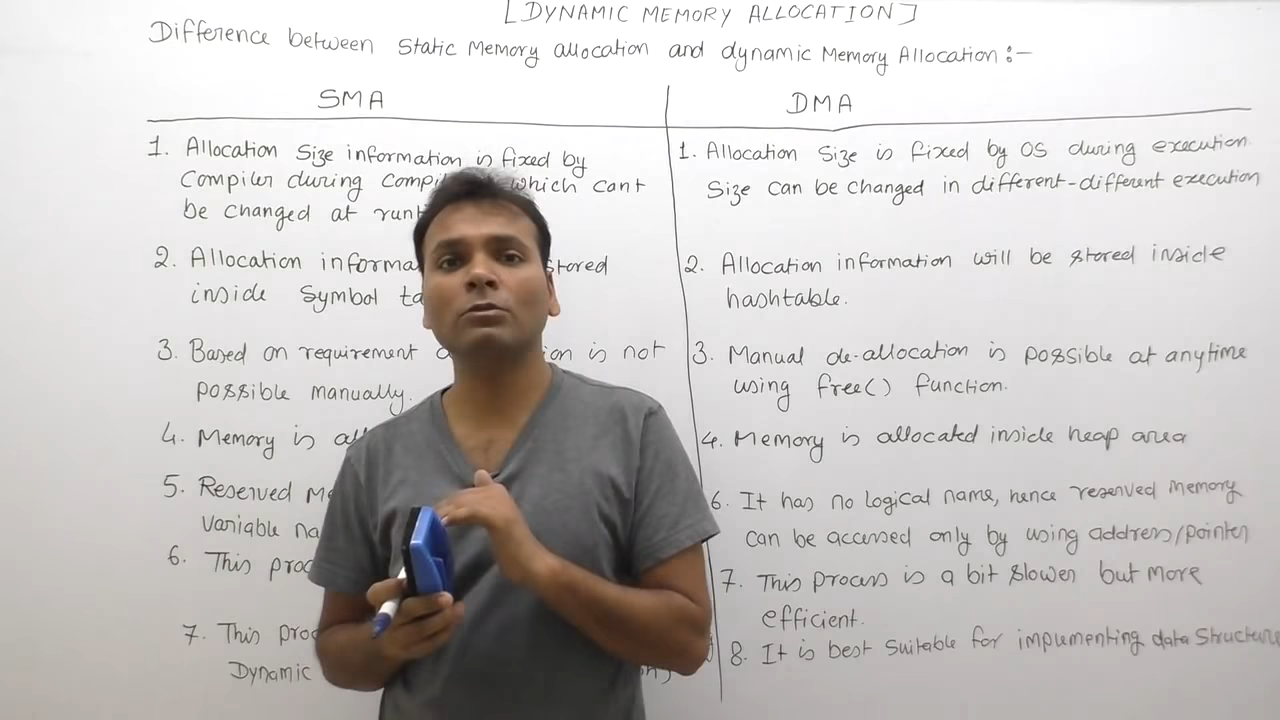 [DYNAMIC MEMORY ALLOCATION]
Difference between Static Memory allocation and dynamic Memory Allocation :-
SMA
1. Allocation Size information is fixed by
Compiler during which cant
be changed at
2. Allocation stored
inside Symbol
3. Based on requirement is not
possible manually.
4. Memory is
5. Reserved
Variable
6. This
7. This
Dynamic
DMA
1. Allocation Size is fixed by OS during execution.
Size can be changed in different-different execution
2. Allocation information will be stored inside
hashtable.
3. Manual de-allocation is possible at anytime
using free() function.
4. Memory is allocated inside heap area
6. It has no logical name, hence reserved memory
can be accessed only by using address/pointer
7. This process is a bit slower but more
efficient.
8. It is best suitable for implementing data structure